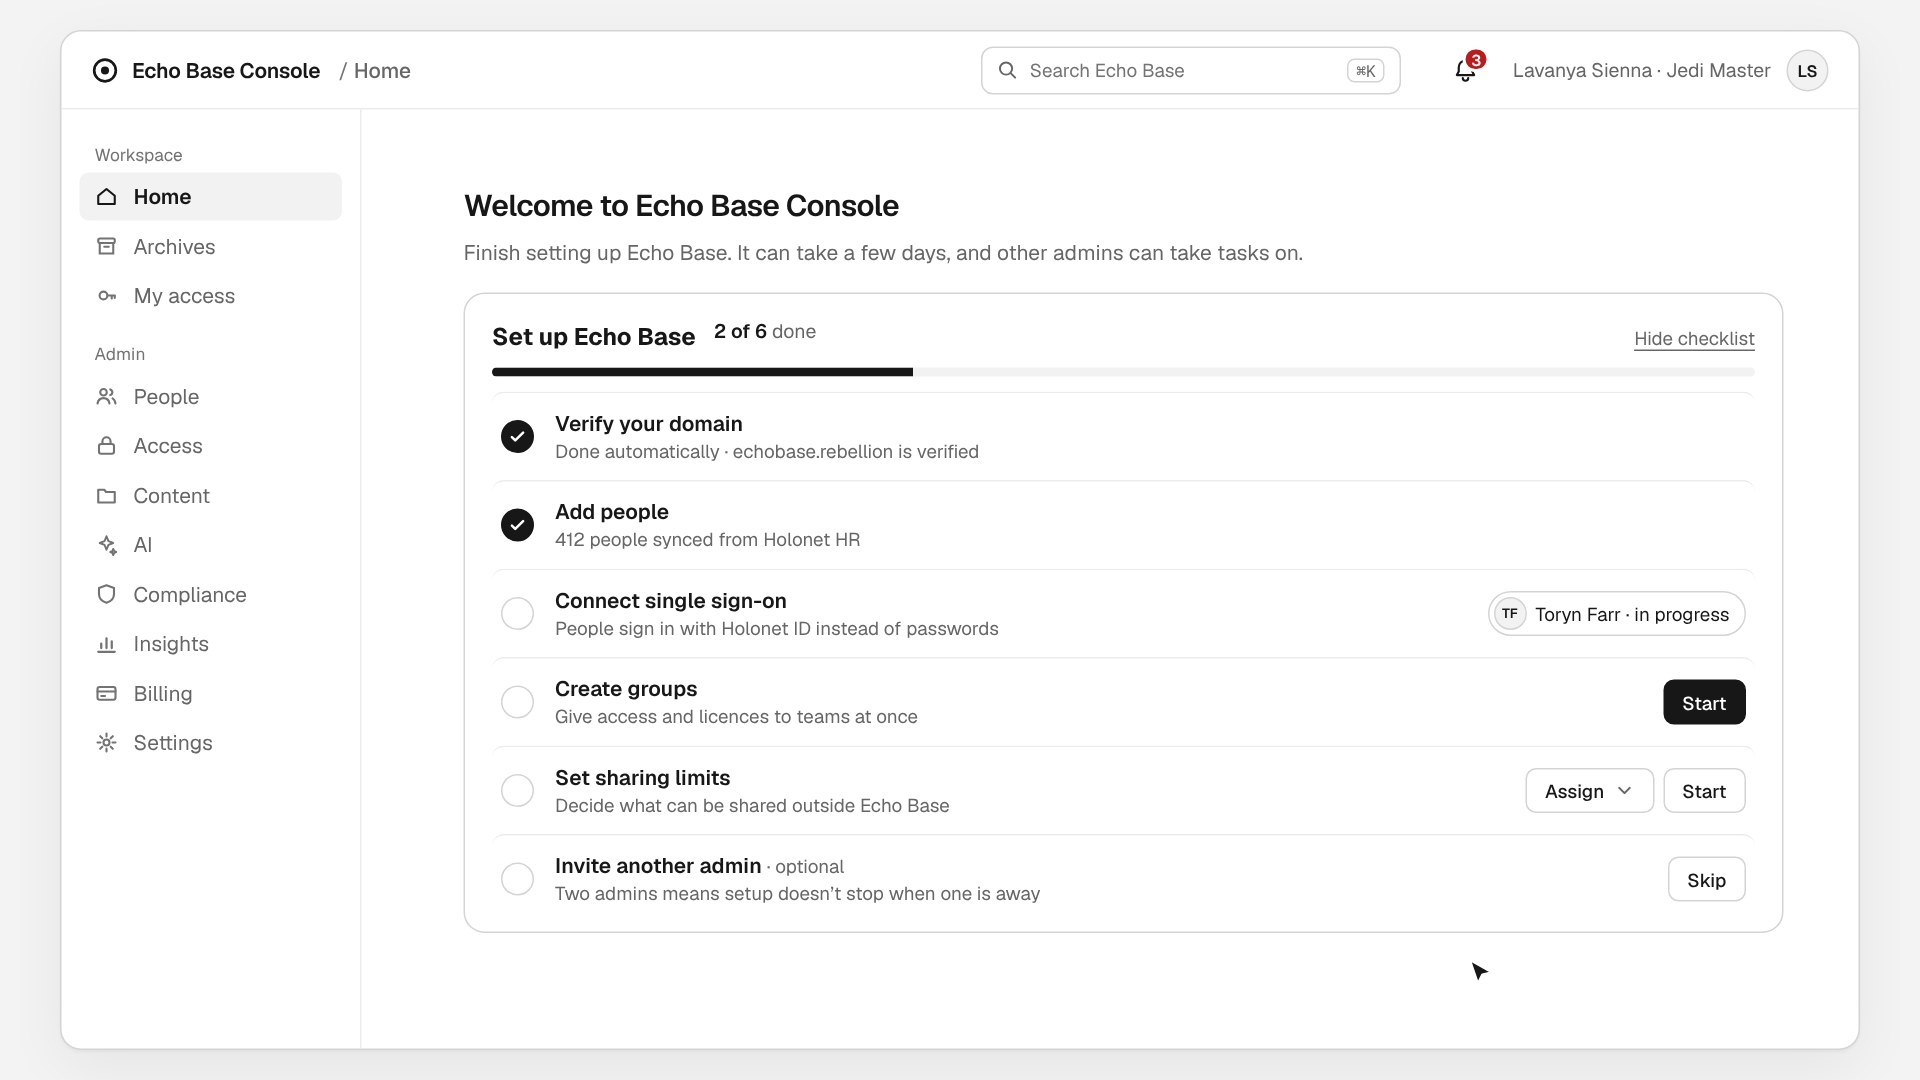 Echo Base Console / Home
Search Echo Base ⌘K
3
Lavanya Sienna · Jedi Master LS
Workspace
Home
Archives
My access
Admin
People
Access
Content
AI
Compliance
Insights
Billing
Settings
Welcome to Echo Base Console
Finish setting up Echo Base. It can take a few days, and other admins can take tasks on.
Set up Echo Base 2 of 6 done
Hide checklist
Verify your domain
Done automatically · echobase.rebellion is verified
Add people
412 people synced from Holonet HR
Connect single sign-on
People sign in with Holonet ID instead of passwords
TF Toryn Farr · in progress
Create groups
Give access and licences to teams at once
Start
Set sharing limits
Decide what can be shared outside Echo Base
Assign Start
Invite another admin · optional
Two admins means setup doesn’t stop when one is away
Skip